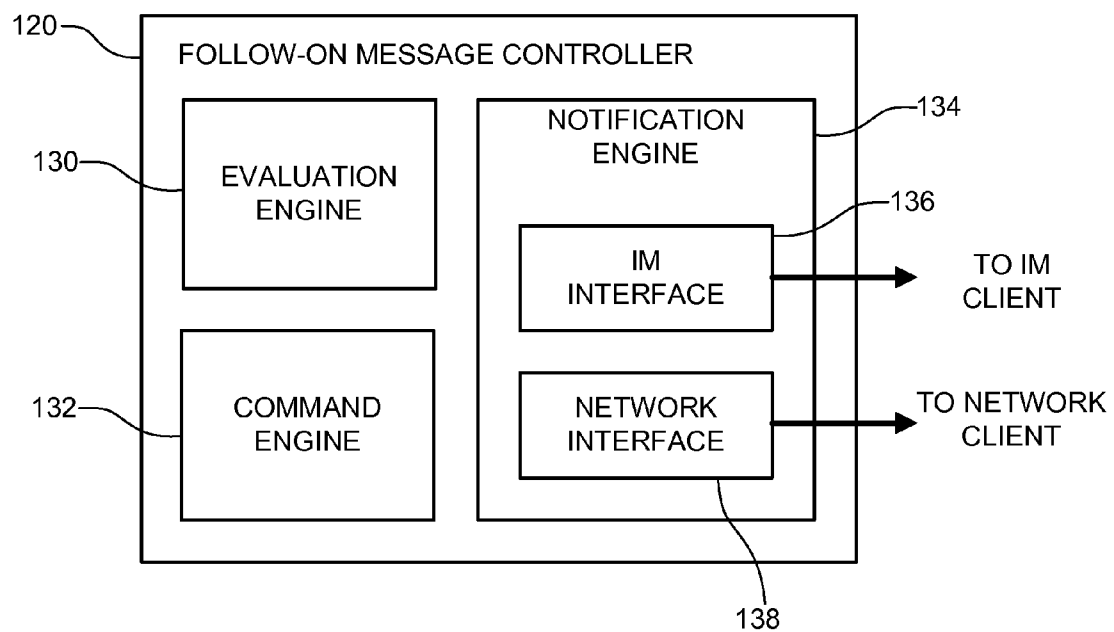 120
FOLLOW-ON MESSAGE CONTROLLER
130
EVALUATION
ENGINE
132
COMMAND
ENGINE
NOTIFICATION
ENGINE
134
136
IM
INTERFACE
TO IM
CLIENT
NETWORK
INTERFACE
TO NETWORK
CLIENT
138